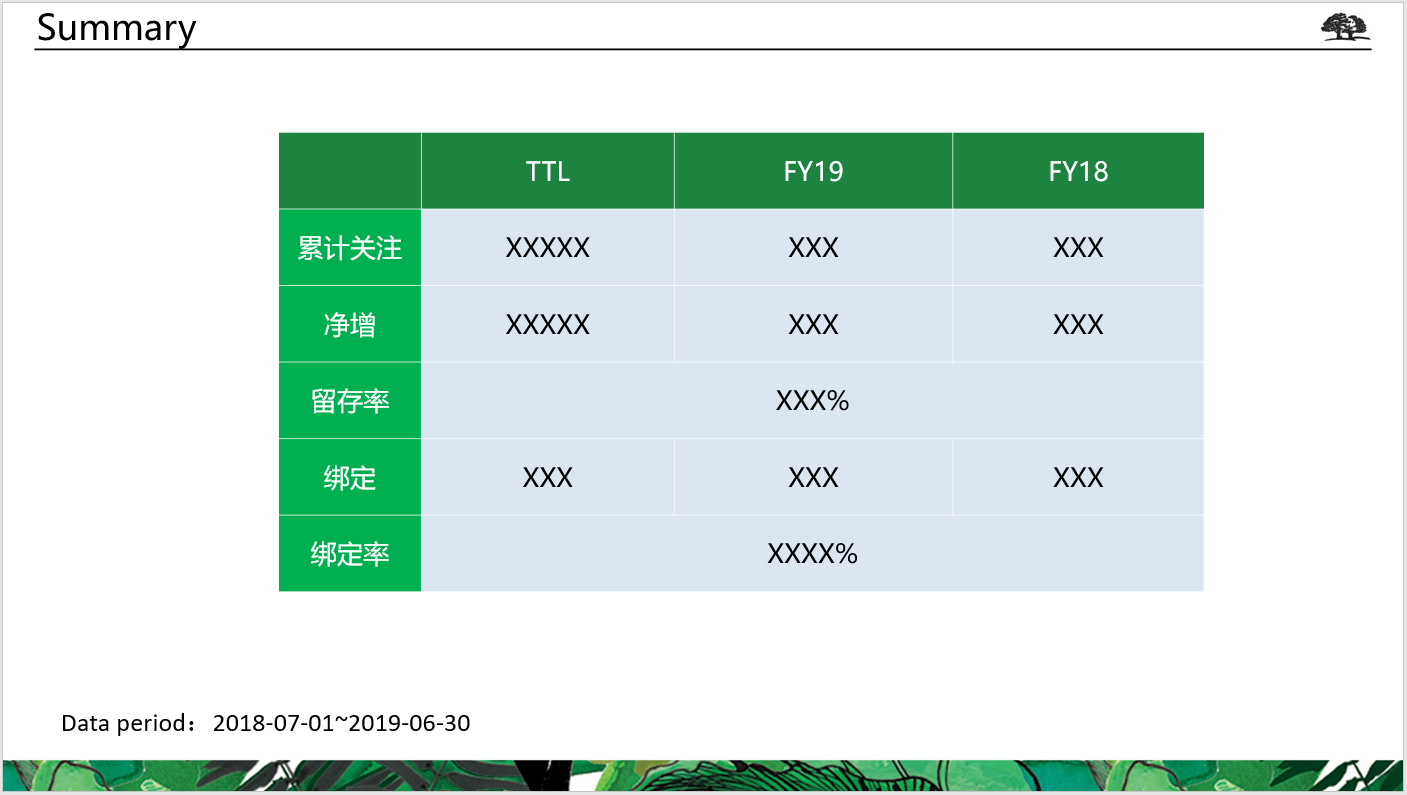 Summary
TTL FY19 FY18
累计关注 XXXXX XXX XXX
净增 XXXXX XXX XXX
留存率 XXX%
绑定 XXX XXX XXX
绑定率 XXXX%
Data period：2018-07-01~2019-06-30